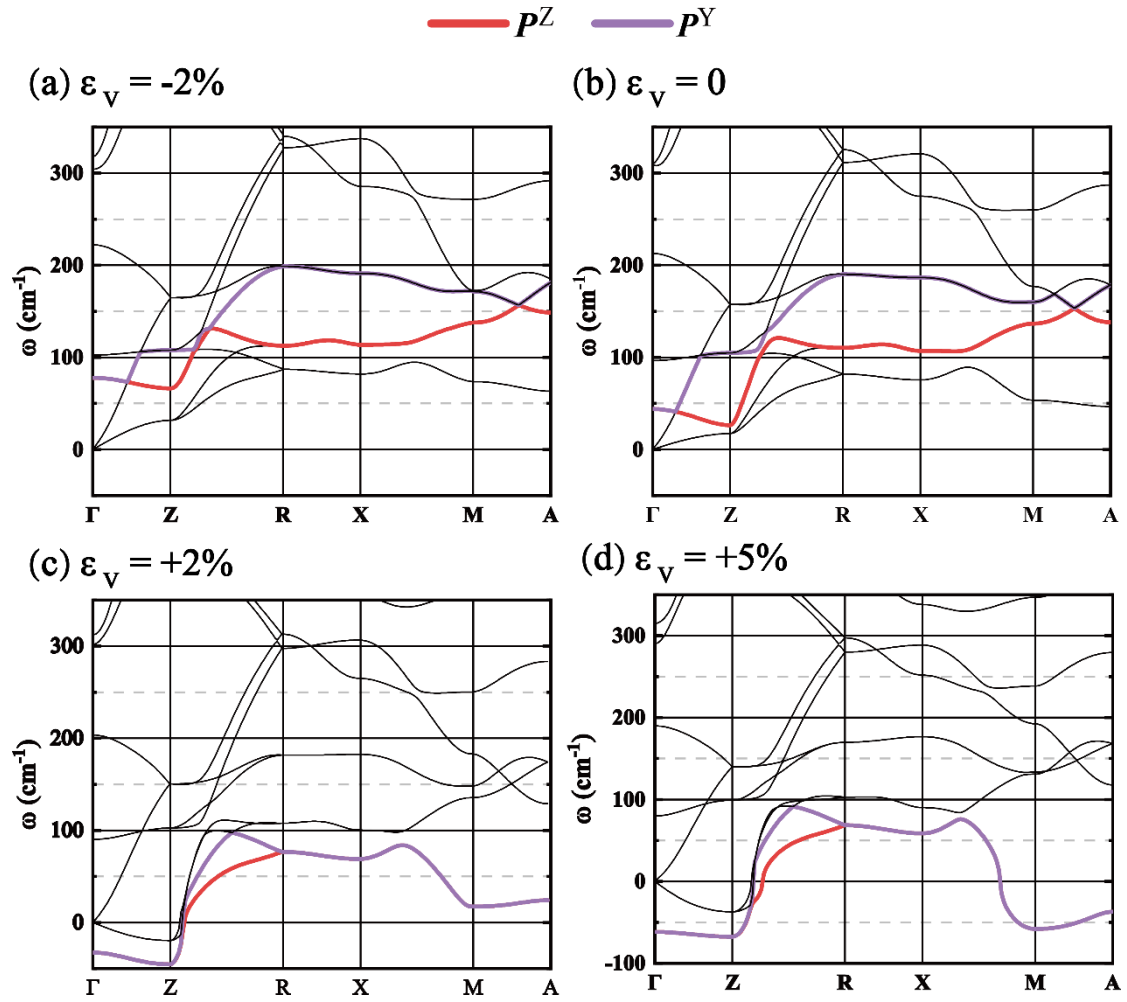 P^Z P^Y
(a) ε_V = -2%
(b) ε_V = 0
300
200
100
0
ω (cm⁻¹)
Γ Z R X M A
300
200
100
0
ω (cm⁻¹)
Γ Z R X M A
(c) ε_V = +2%
(d) ε_V = +5%
300
200
100
0
ω (cm⁻¹)
Γ Z R X M A
300
200
100
0
-100
ω (cm⁻¹)
Γ Z R X M A